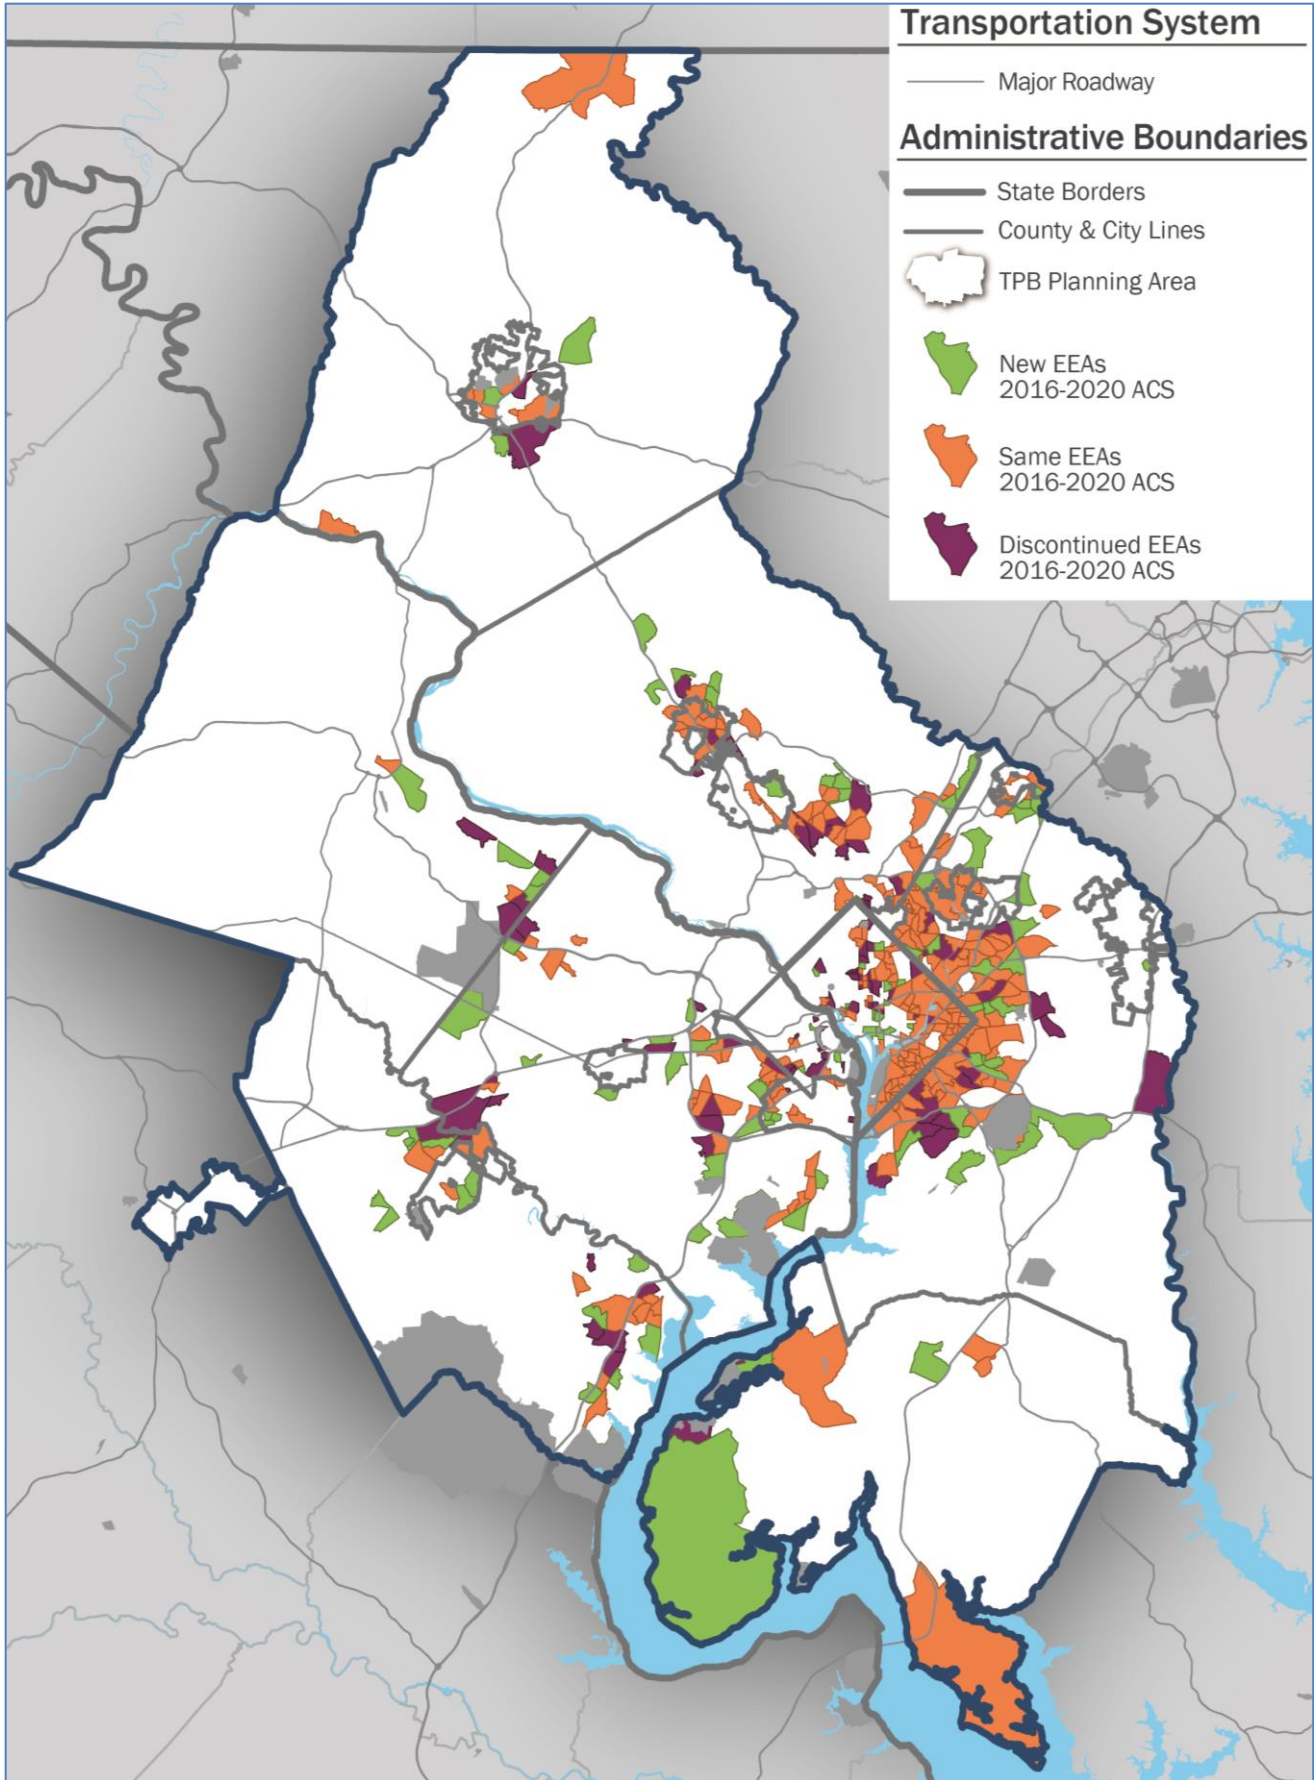 Transportation System
Major Roadway
Administrative Boundaries
State Borders
County & City Lines
TPB Planning Area
New EEAs
2016-2020 ACS
Same EEAs
2016-2020 ACS
Discontinued EEAs
2016-2020 ACS